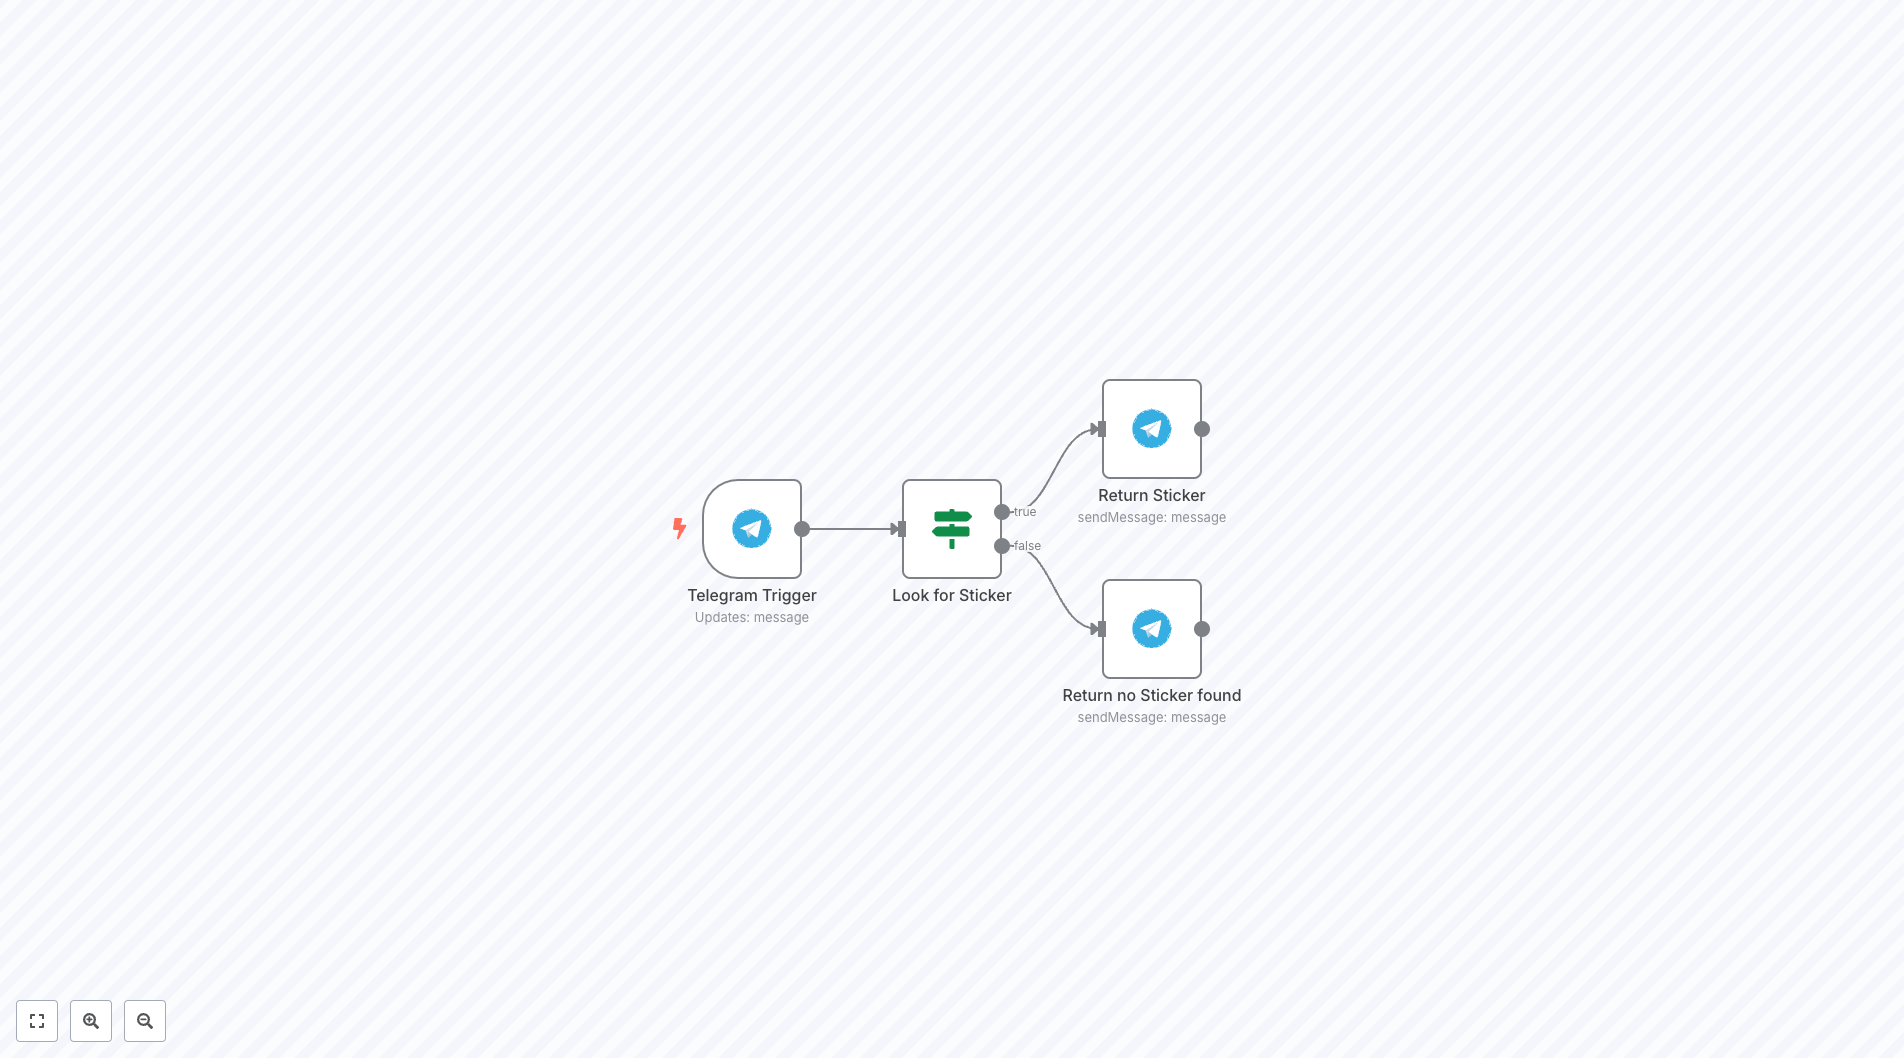 Telegram Trigger
Updates: message
Look for Sticker
true
false
Return Sticker
sendMessage: message
Return no Sticker found
sendMessage: message